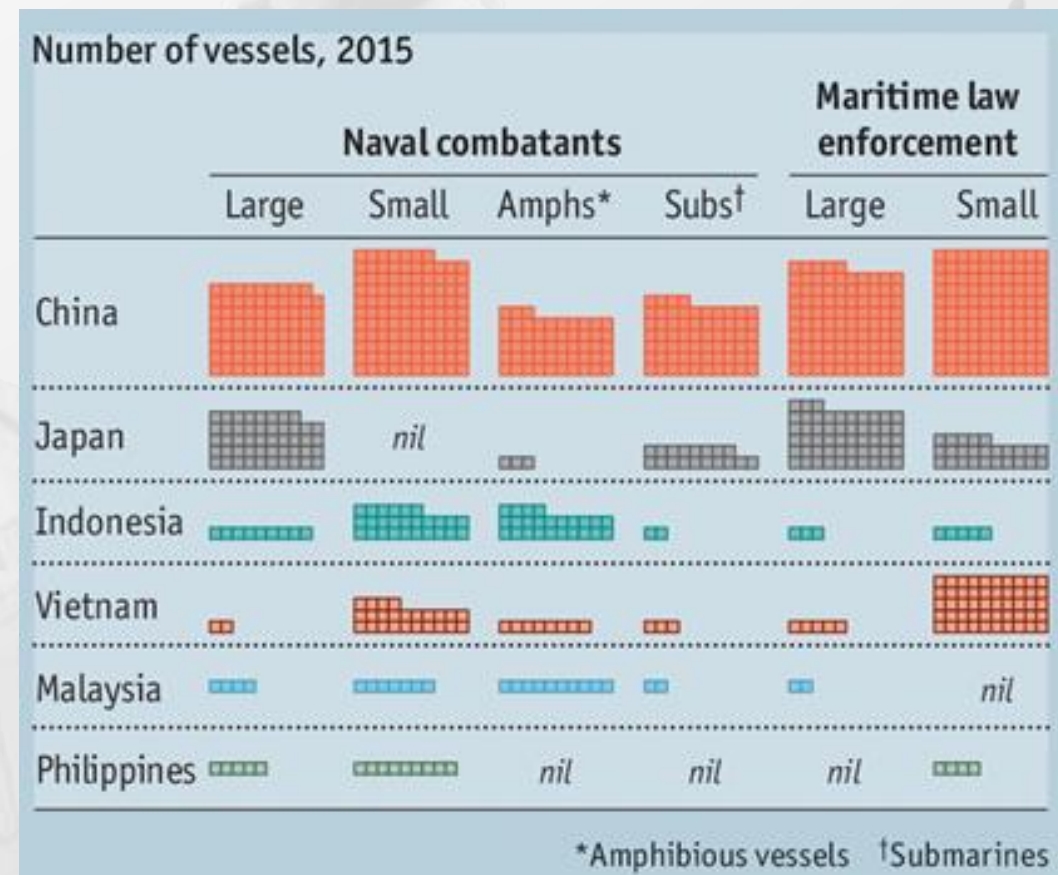 Number of vessels, 2015
Maritime law
Naval combatants enforcement
Large Small Amphs* Subs† Large Small
China
Japan nil
Indonesia
Vietnam
Malaysia nil
Philippines nil nil nil
*Amphibious vessels †Submarines